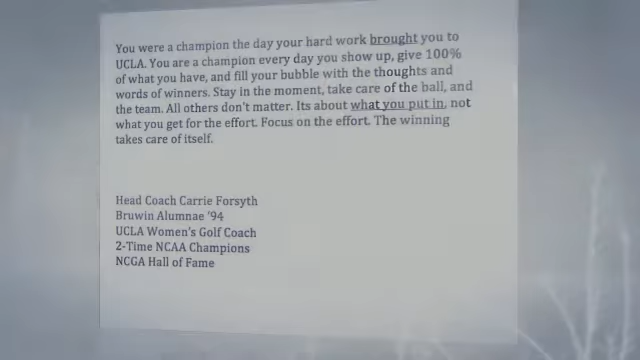 You were a champion the day your hard work brought you to
UCLA. You are a champion every day you show up, give 100%
of what you have, and fill your bubble with the thoughts and
words of winners. Stay in the moment, take care of the ball, and
the team. All others don't matter. Its about what you put in, not
what you get for the effort. Focus on the effort. The winning
takes care of itself.
Head Coach Carrie Forsyth
Bruwin Alumnae '94
UCLA Women's Golf Coach
2-Time NCAA Champions
NCGA Hall of Fame